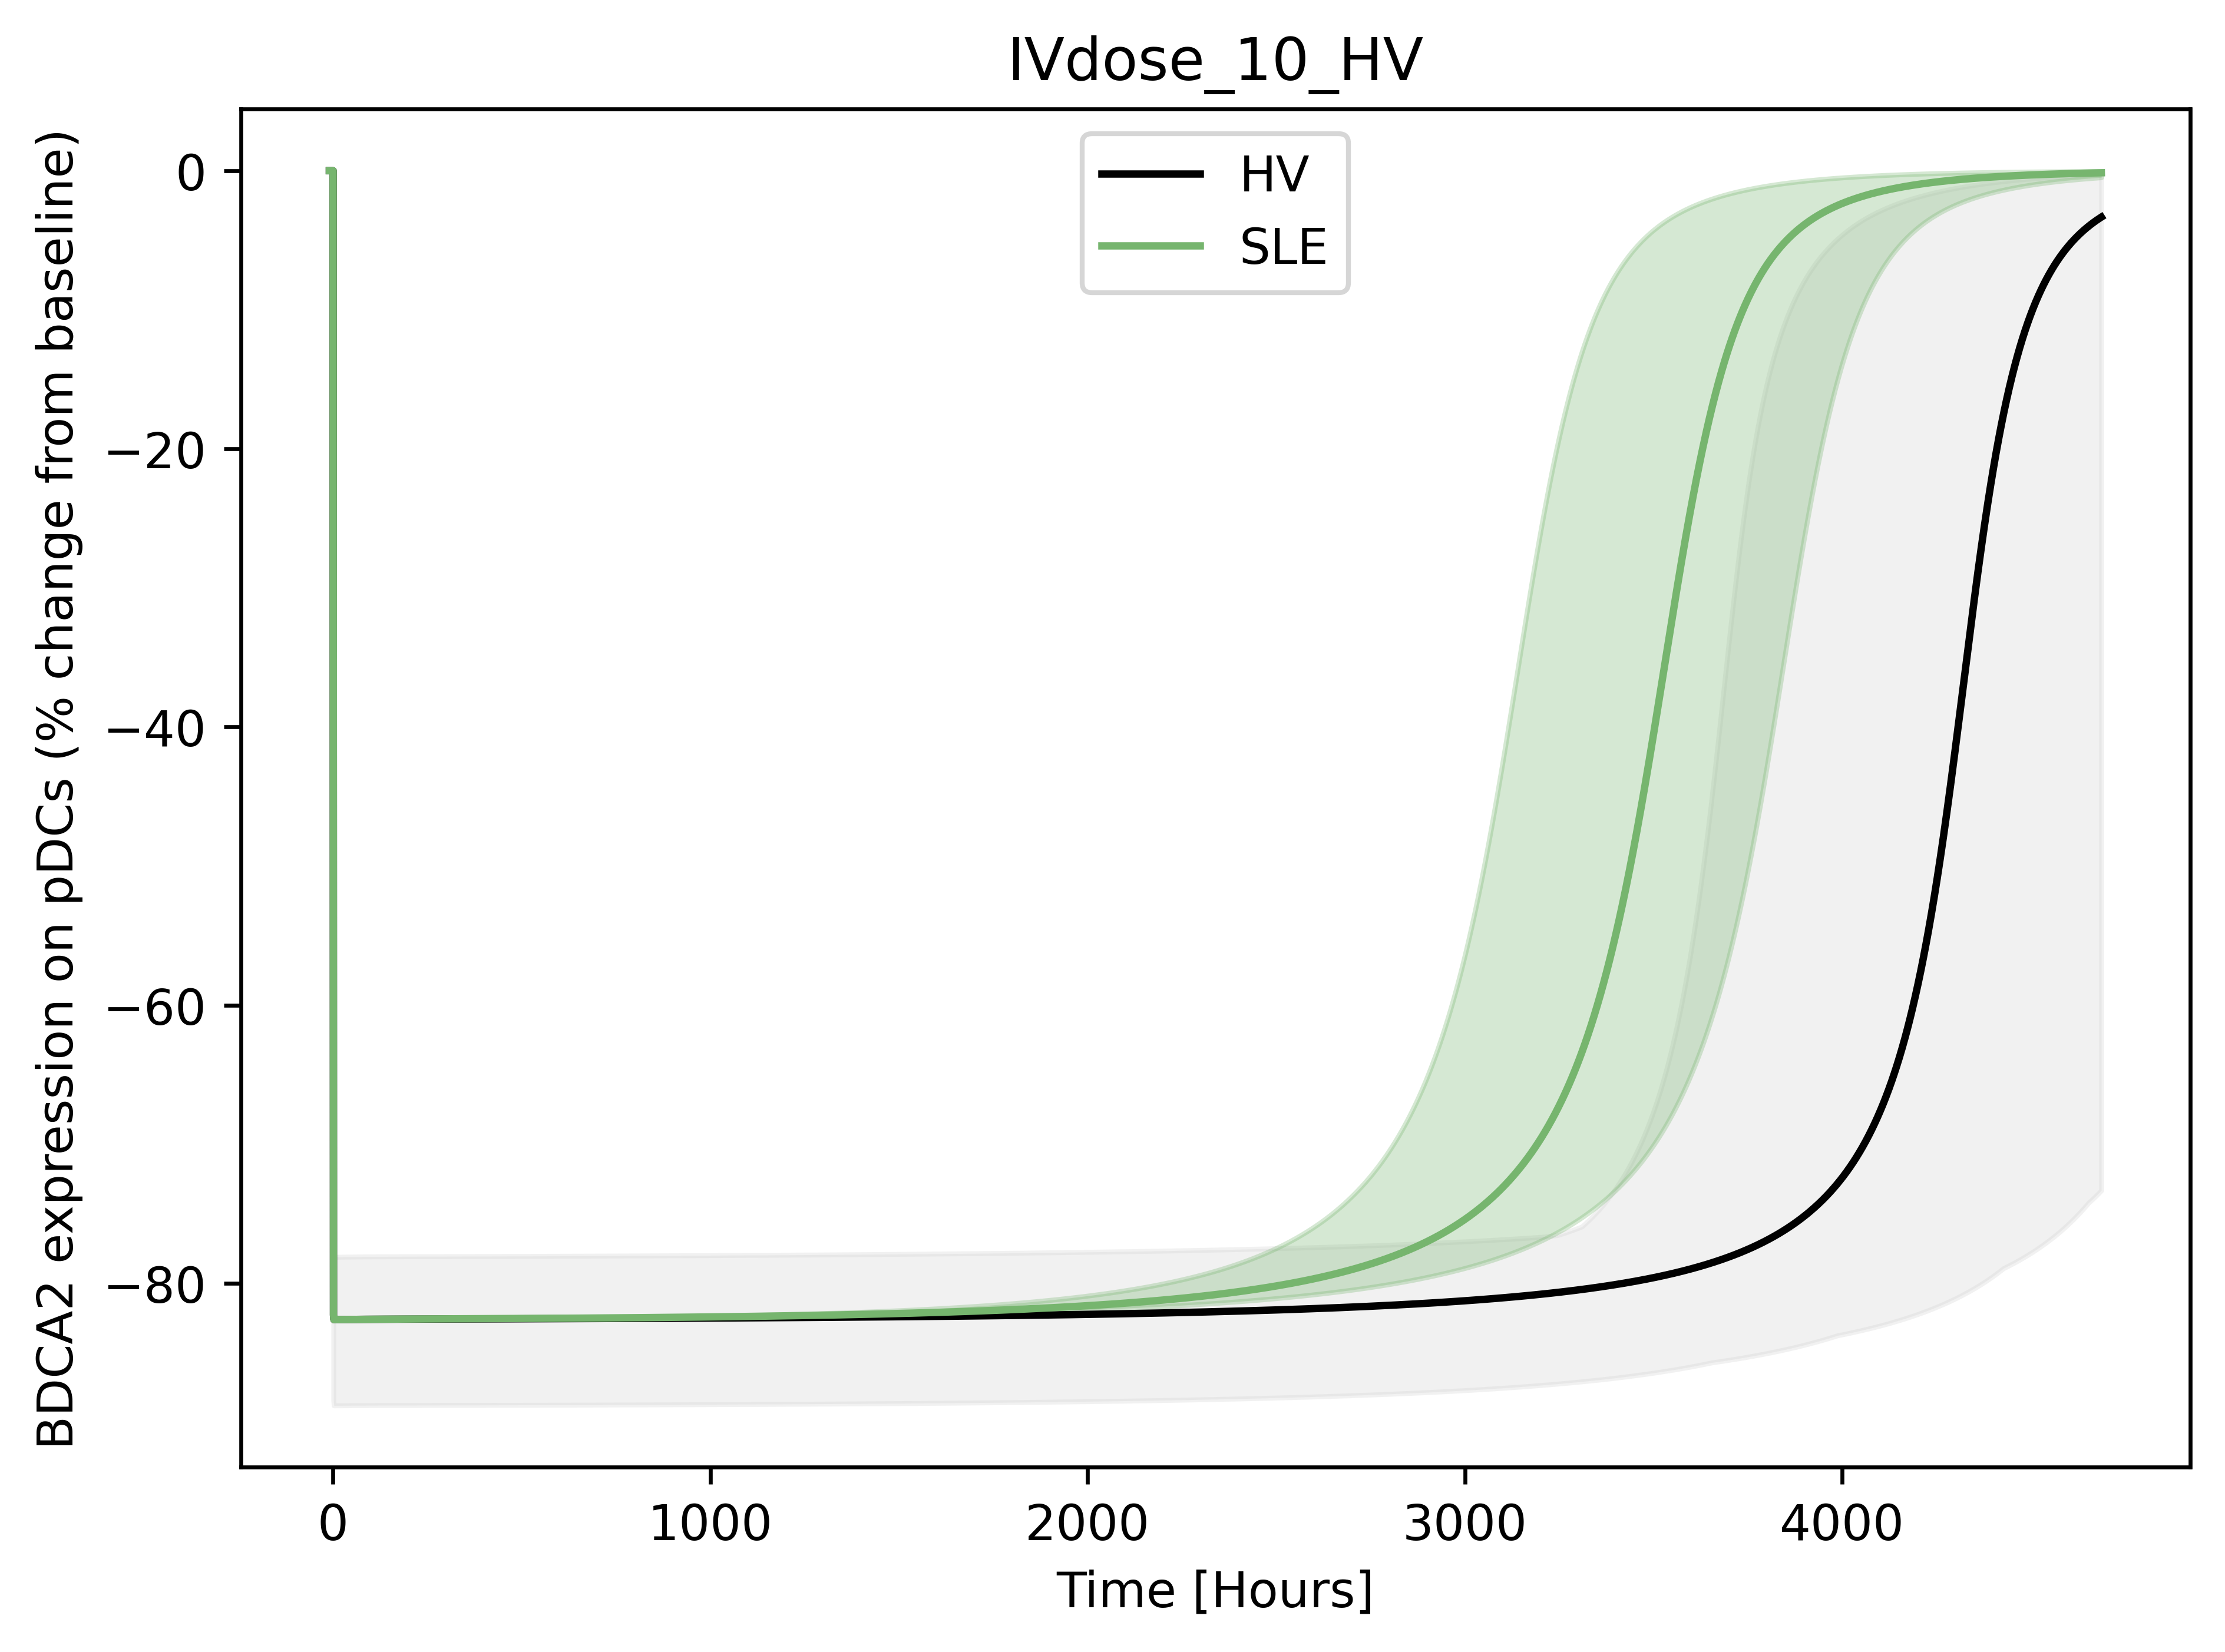 IVdose_10_HV
HV
SLE
BDCA2 expression on pDCs (% change from baseline)
0
−20
−40
−60
−80
0
1000
2000
3000
4000
Time [Hours]